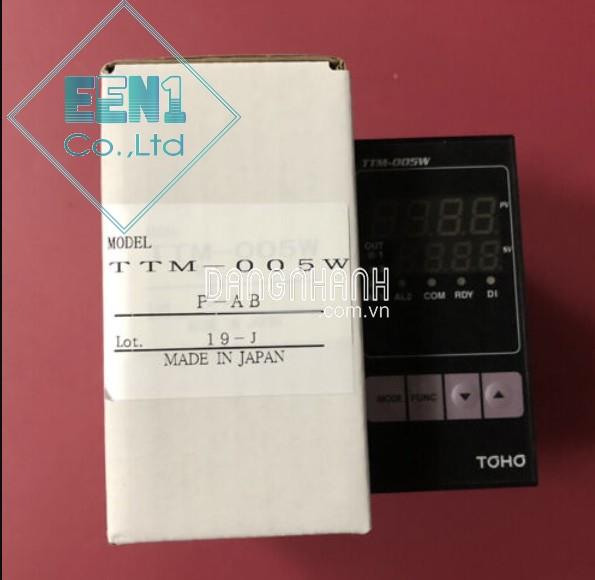 EEN1
Co.,Ltd
MODEL
TTM-005W
P-AB
Lot. 19-J
MADE IN JAPAN
DANGNHANH
.com.vn
TTM-005W
PV
SV
OUT
COM RDY DI
MODE FUNC
TOHO